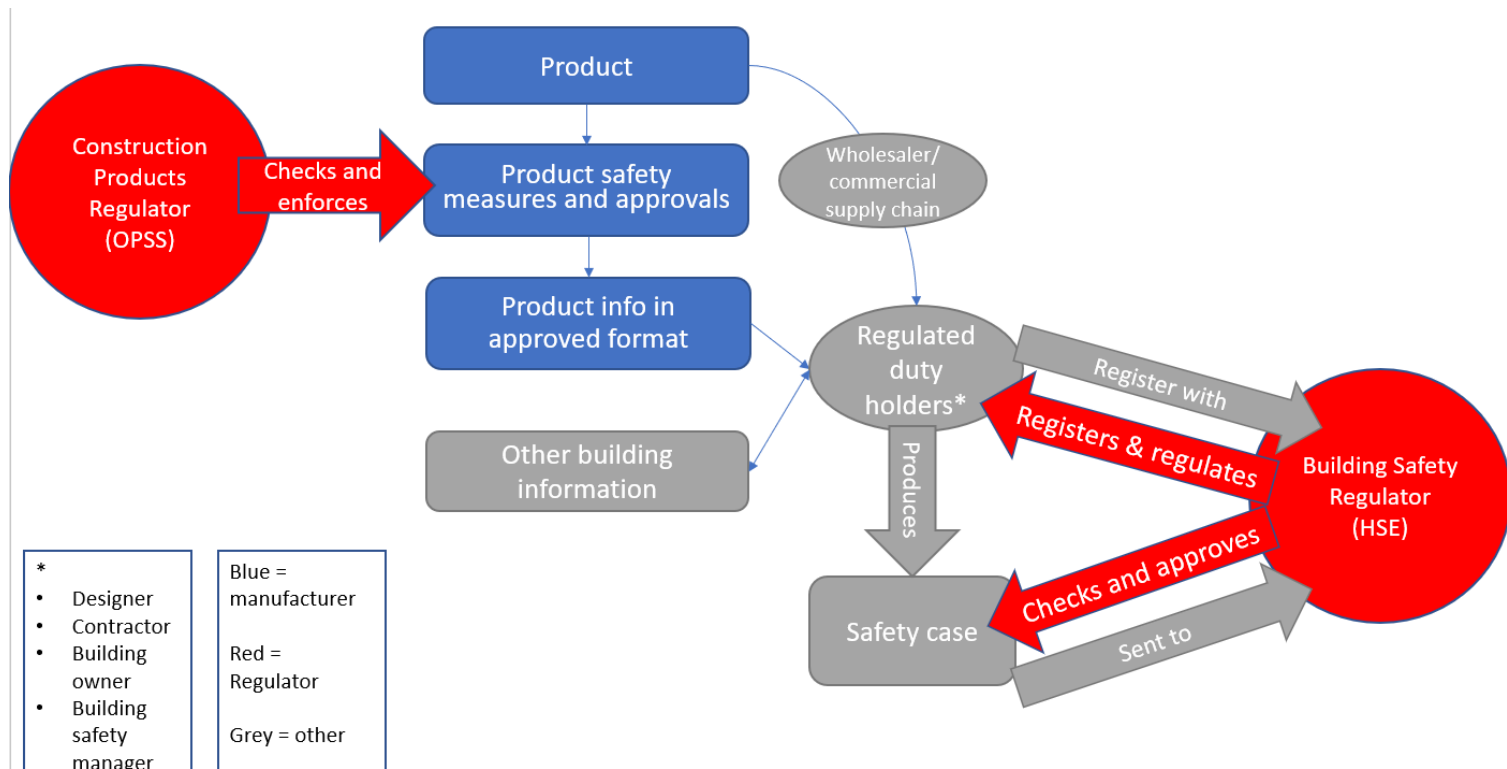 Construction
Products
Regulator
(OPSS)
Checks and
enforces
Product
Product safety
measures and approvals
Product info in
approved format
Other building
information
Wholesaler/
commercial
supply chain
Regulated
duty
holders*
Register with
Registers & regulates
Produces
Checks and approves
Safety case
Sent to
Building Safety
Regulator
(HSE)
*
• Designer
• Contractor
• Building
owner
• Building
safety
manager
Blue =
manufacturer
Red =
Regulator
Grey = other